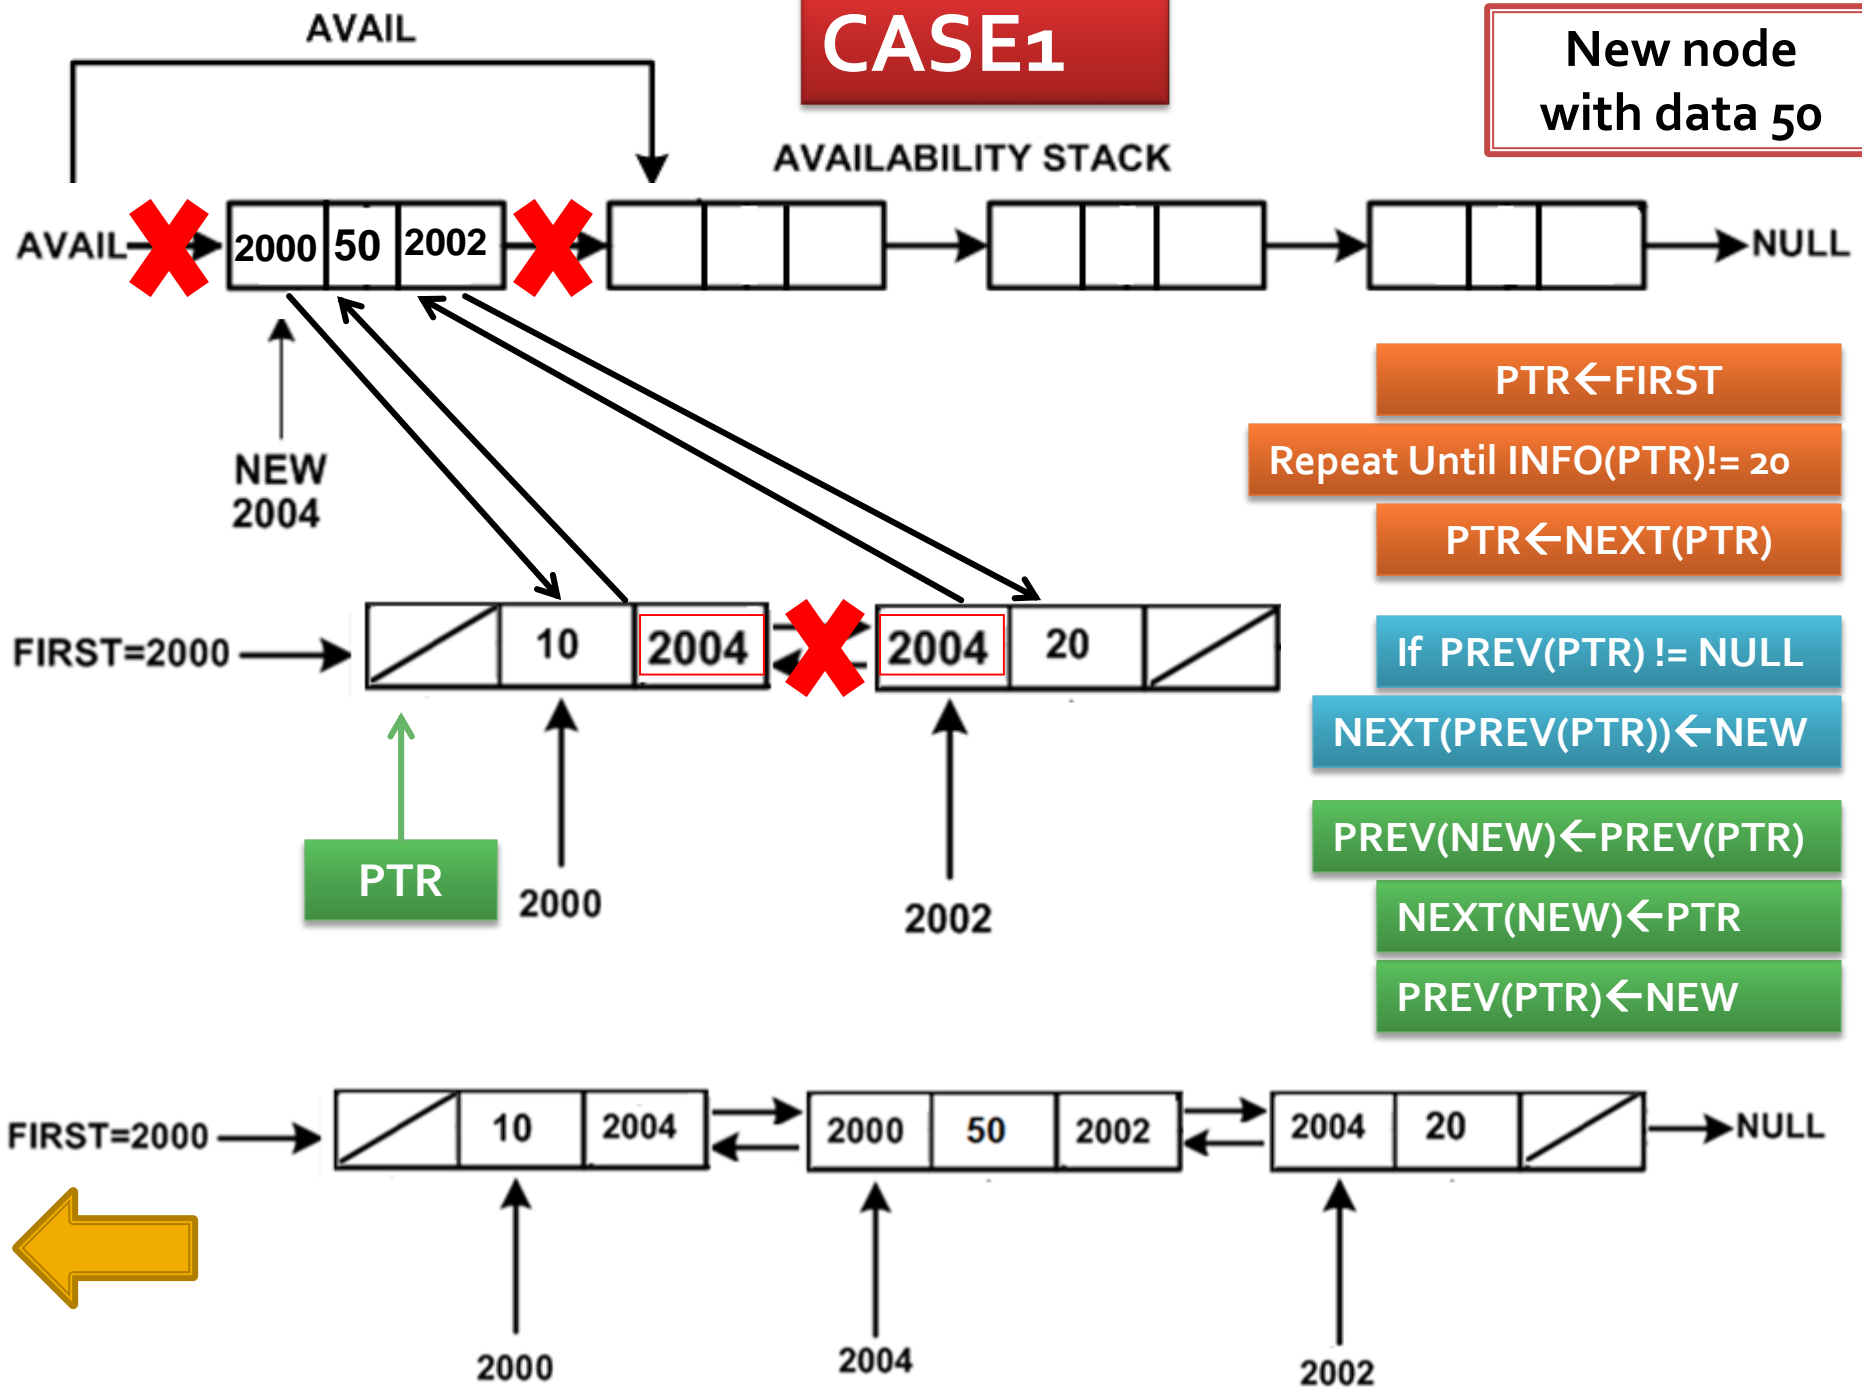 AVAIL
CASE1
New node
with data 50
AVAILABILITY STACK
AVAIL
2000 50 2002
NULL
NEW
2004
PTR←FIRST
Repeat Until INFO(PTR)!= 20
PTR←NEXT(PTR)
FIRST=2000
10 2004
2004 20
If PREV(PTR) != NULL
NEXT(PREV(PTR))←NEW
PREV(NEW)←PREV(PTR)
NEXT(NEW)←PTR
PREV(PTR)←NEW
PTR
2000
2002
FIRST=2000
10 2004
2000 50 2002
2004 20
NULL
2000
2004
2002